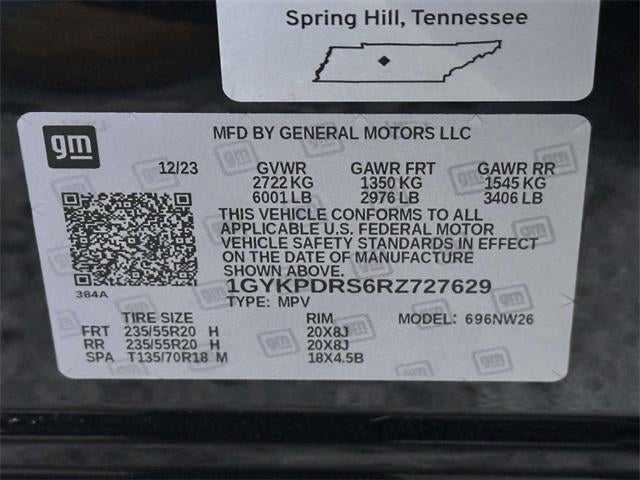 Spring Hill, Tennessee
gm
MFD BY GENERAL MOTORS LLC
12/23 GVWR GAWR FRT GAWR RR
2722 KG 1350 KG 1545 KG
6001 LB 2976 LB 3406 LB
THIS VEHICLE CONFORMS TO ALL
APPLICABLE U.S. FEDERAL MOTOR
VEHICLE SAFETY STANDARDS IN EFFECT
ON THE DATE OF MANUFACTURE
SHOWN ABOVE.
384A
1GYKPDRS6RZ727629
TYPE: MPV MODEL: 696NW26
TIRE SIZE RIM
FRT 235/55R20 H 20X8J
RR 235/55R20 H 20X8J
SPA T135/70R18 M 18X4.5B